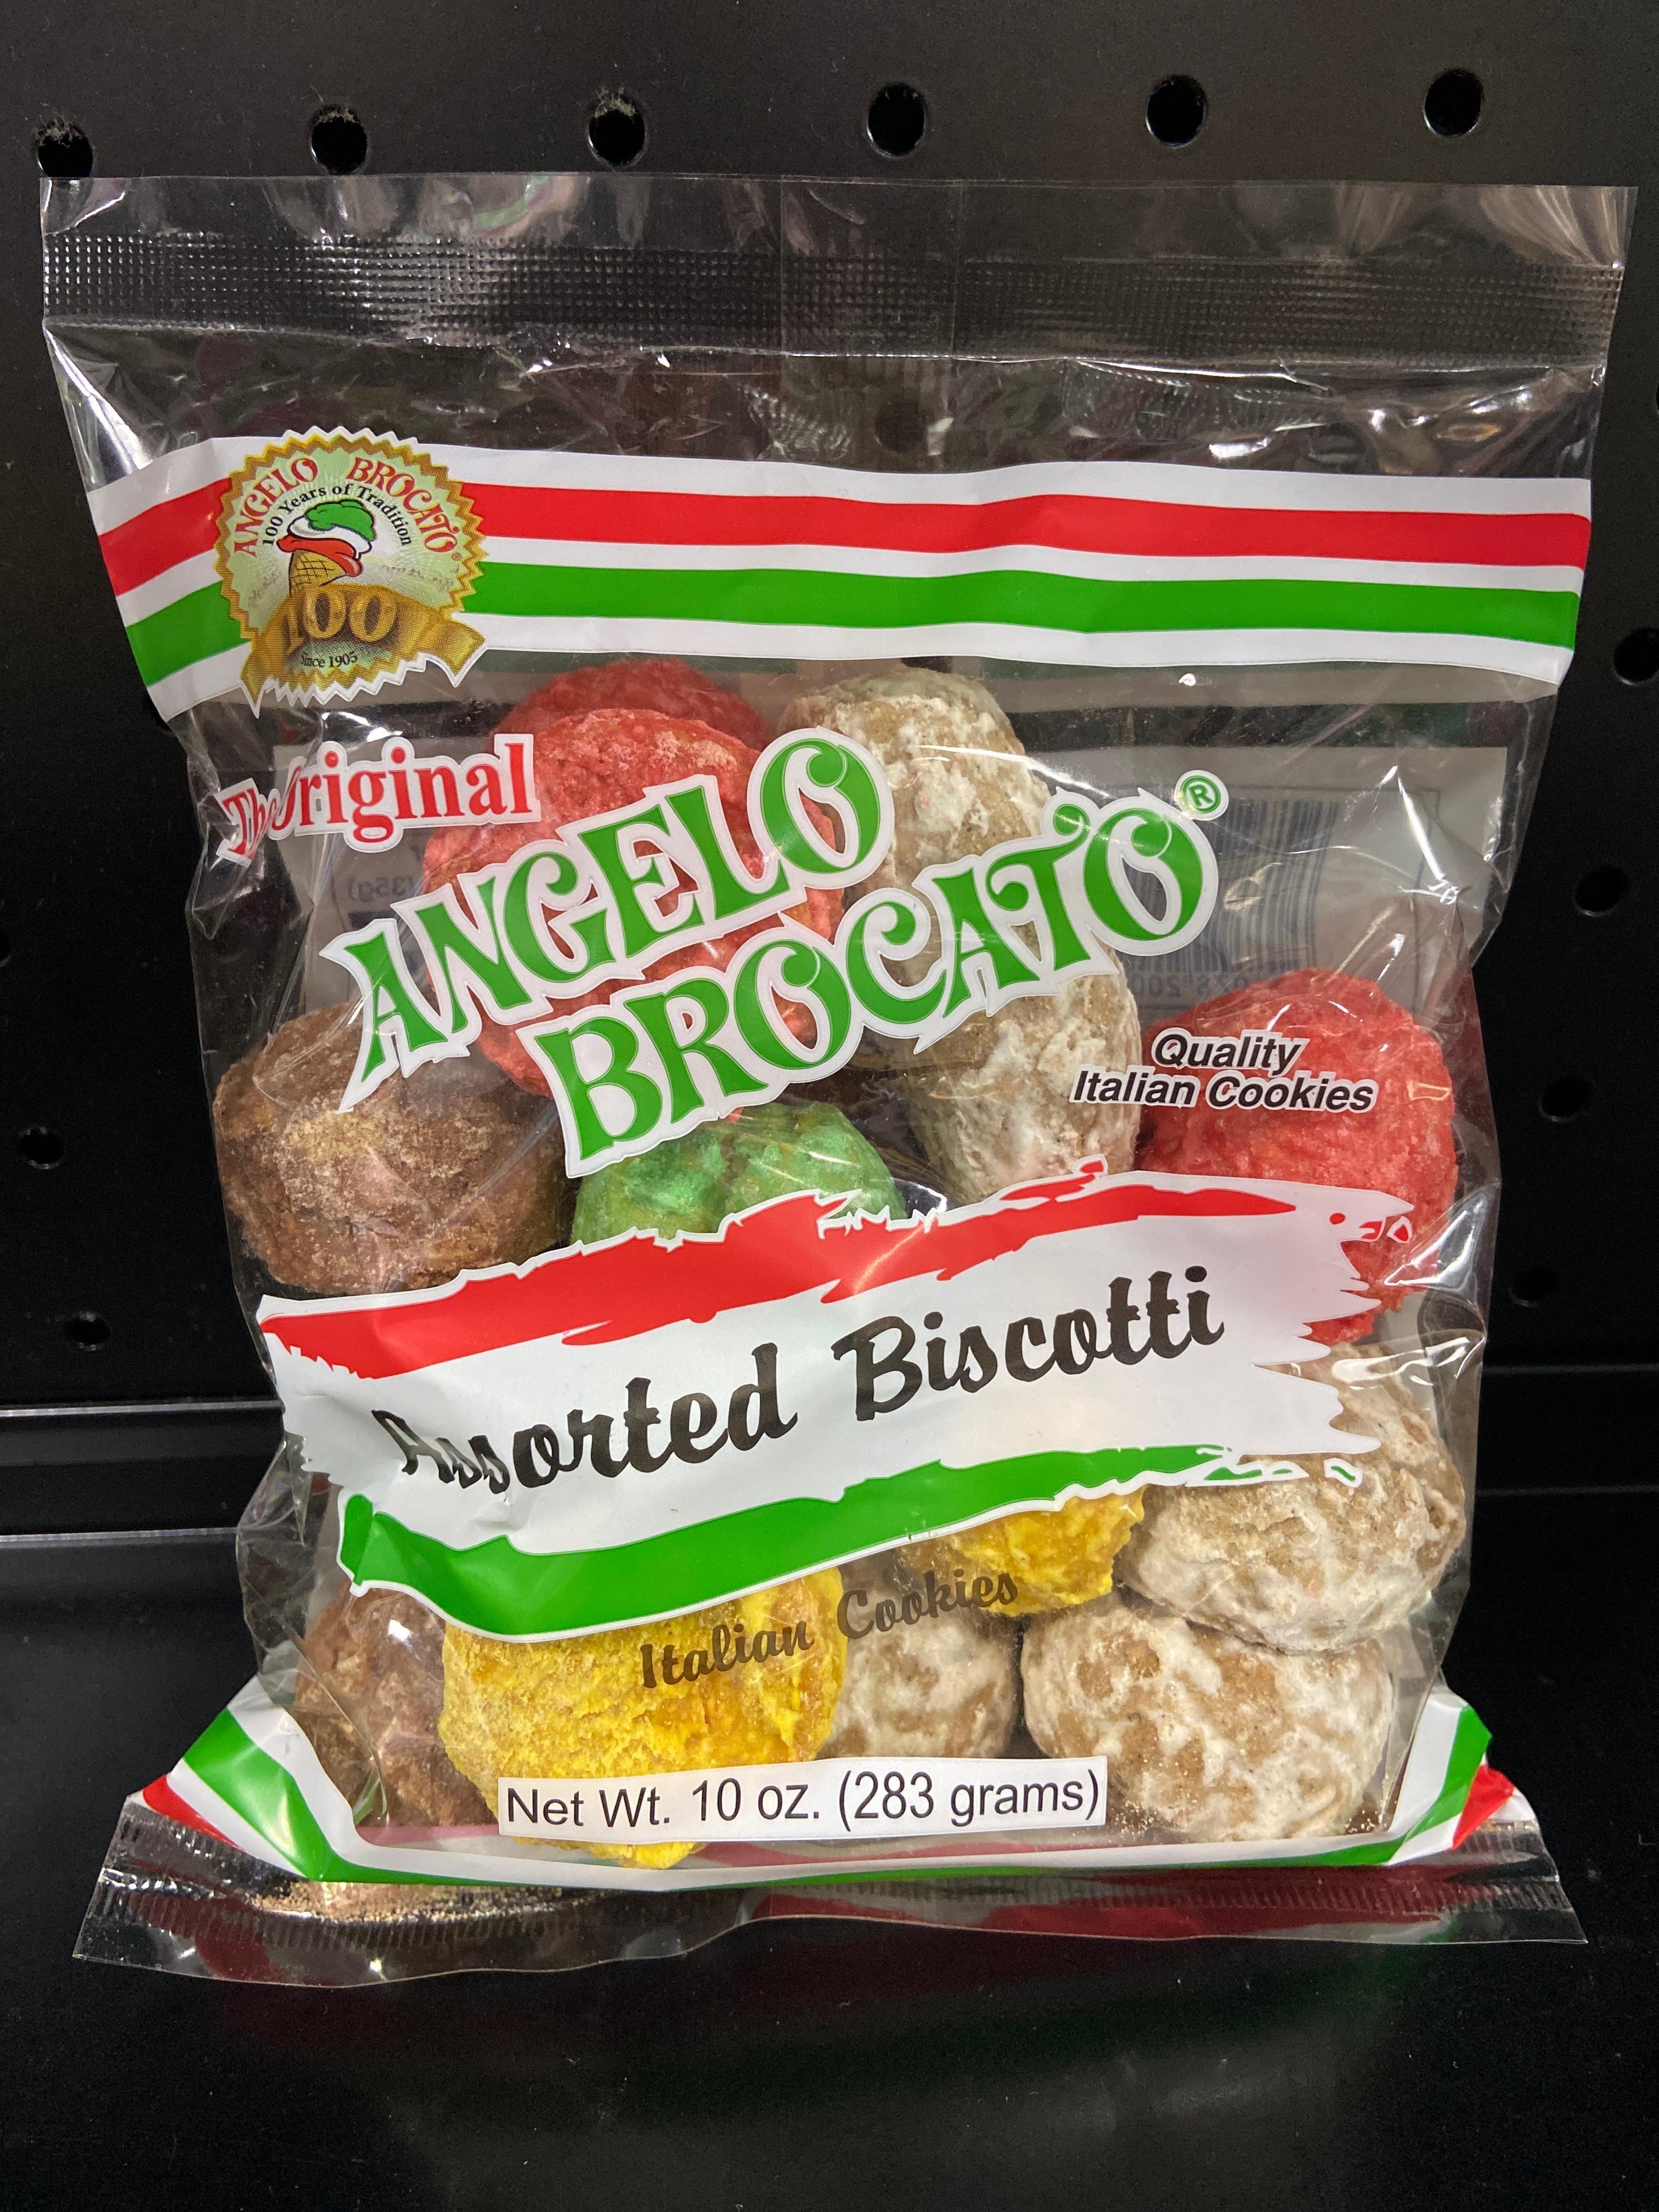 ANGELO BROCATO®
100 Years of Tradition
100
Since 1905
The Original
ANGELO
BROCATO®
(35g)
Quality
Italian Cookies
Assorted Biscotti
Italian Cookies
Net Wt. 10 oz. (283 grams)